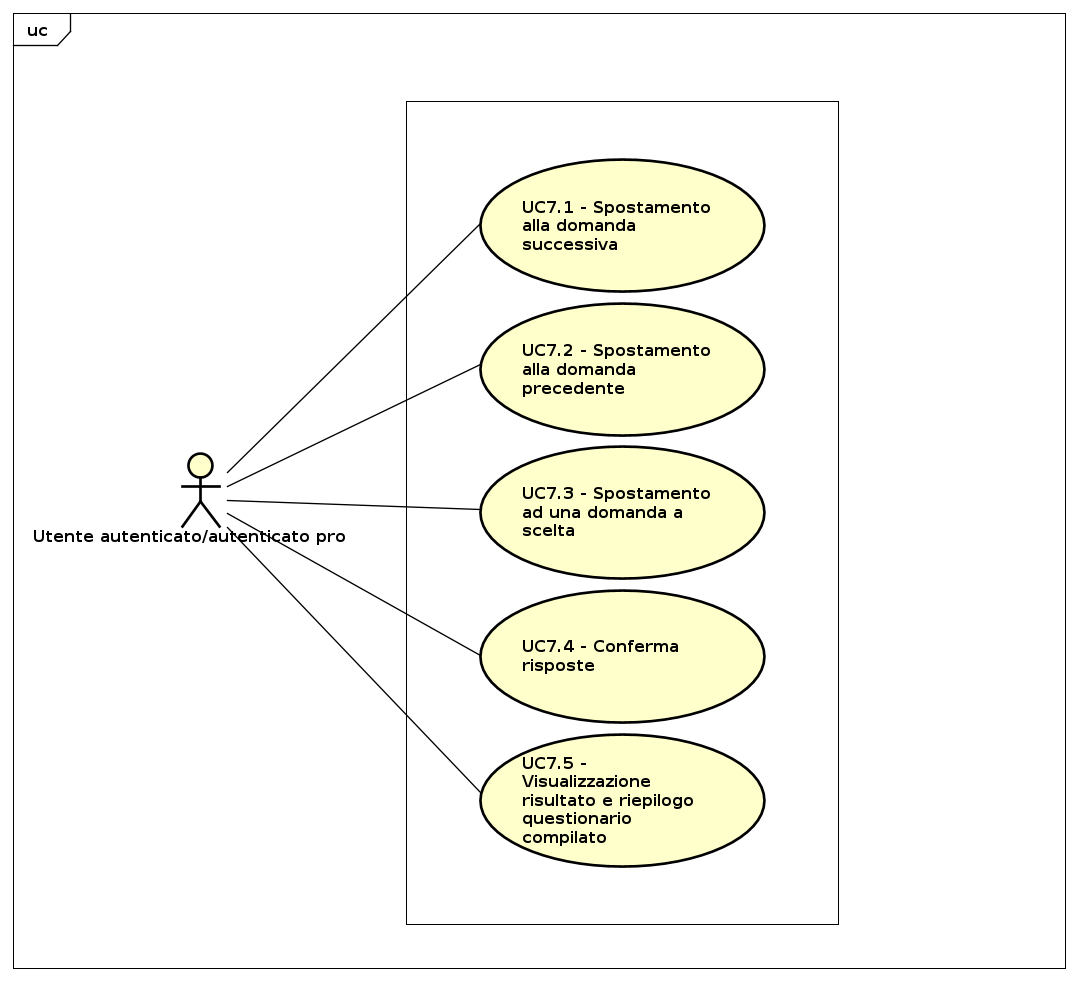 uc
UC7.1 - Spostamento
alla domanda
successiva
UC7.2 - Spostamento
alla domanda
precedente
UC7.3 - Spostamento
ad una domanda a
scelta
Utente autenticato/autenticato pro
UC7.4 - Conferma
risposte
UC7.5 -
Visualizzazione
risultato e riepilogo
questionario
compilato